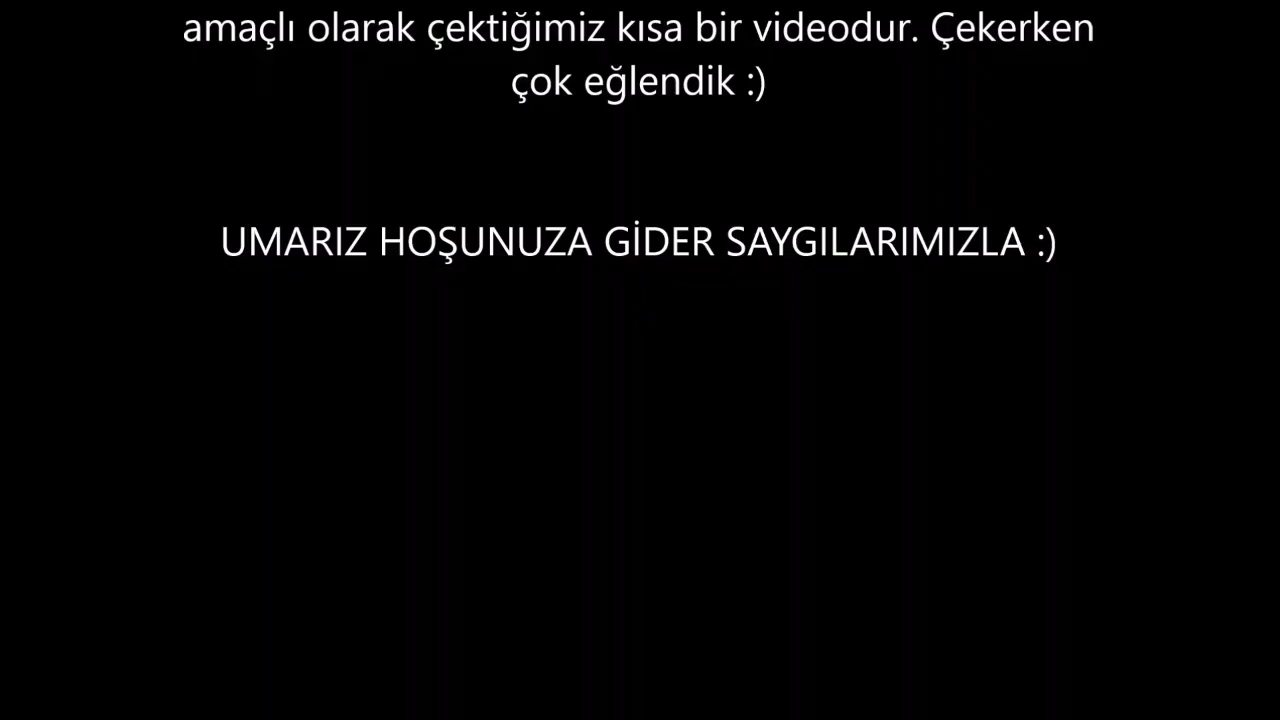 amaçlı olarak çektiğimiz kısa bir videodur. Çekerken
çok eğlendik :)
UMARIZ HOŞUNUZA GİDER SAYGILARIMIZLA :)